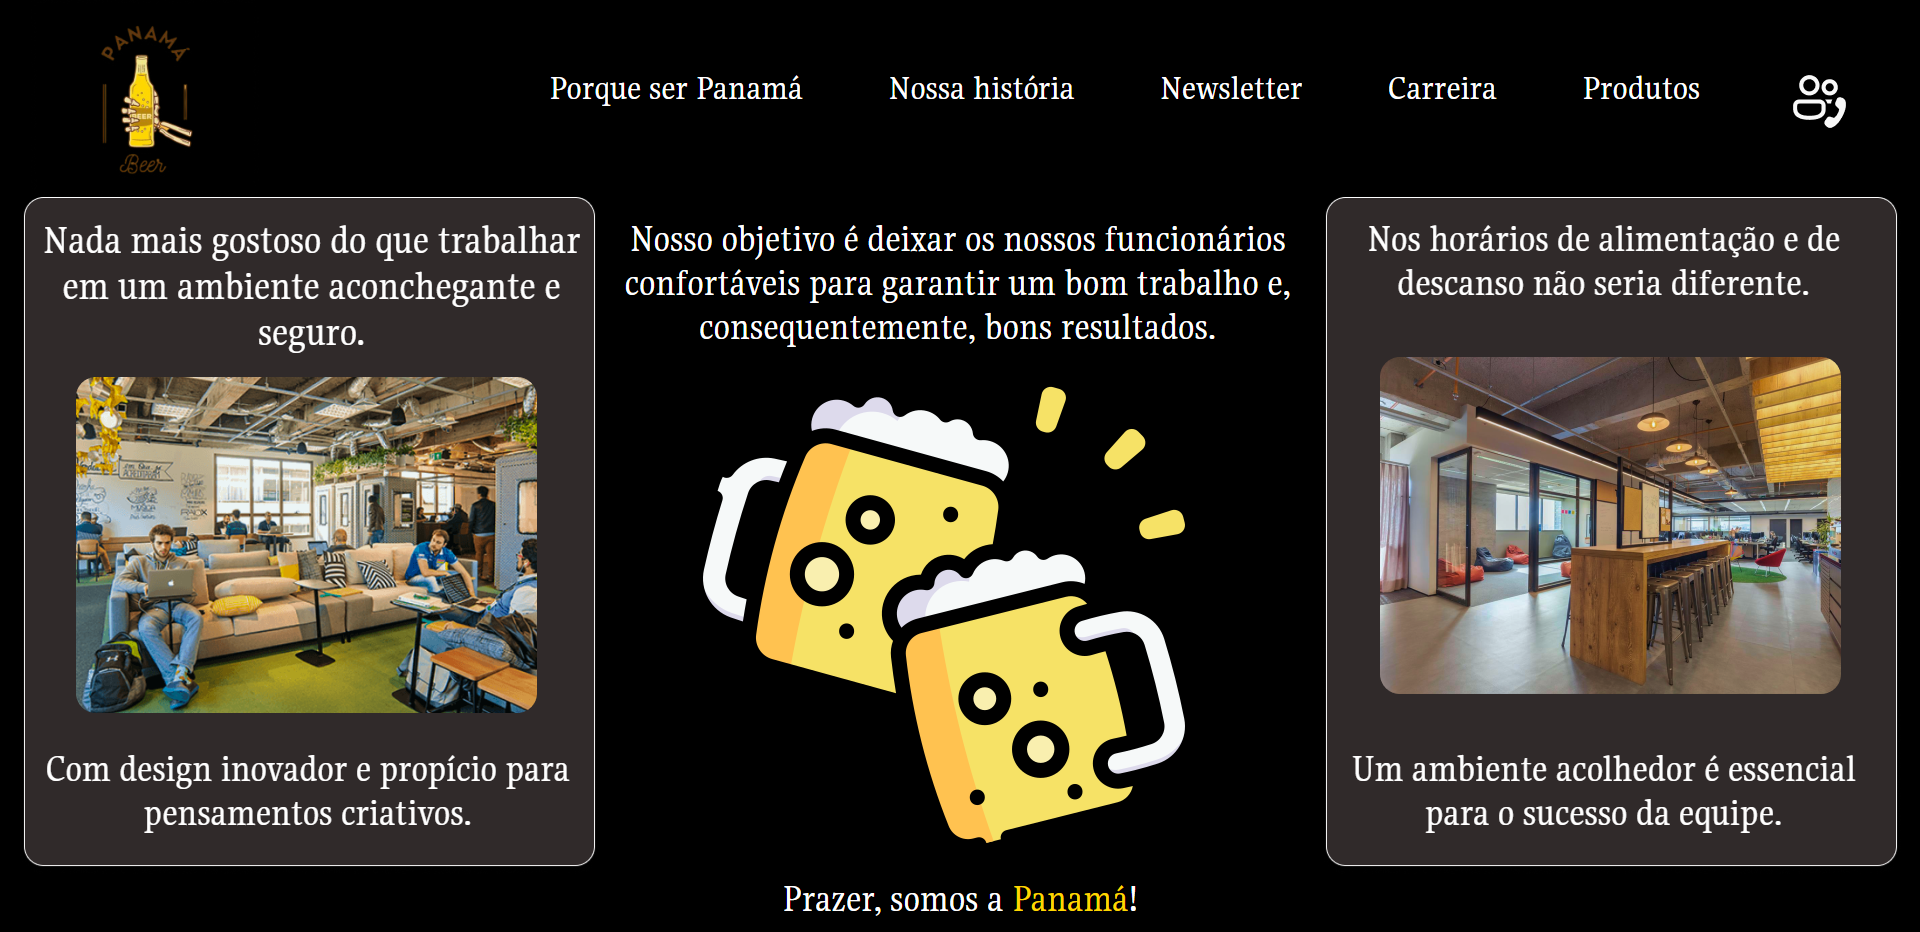 PANAMÁ
BEER
Beer
Porque ser Panamá
Nossa história
Newsletter
Carreira
Produtos
Nada mais gostoso do que trabalhar
em um ambiente aconchegante e
seguro.
Com design inovador e propício para
pensamentos criativos.
Nosso objetivo é deixar os nossos funcionários
confortáveis para garantir um bom trabalho e,
consequentemente, bons resultados.
Prazer, somos a Panamá!
Nos horários de alimentação e de
descanso não seria diferente.
Um ambiente acolhedor é essencial
para o sucesso da equipe.